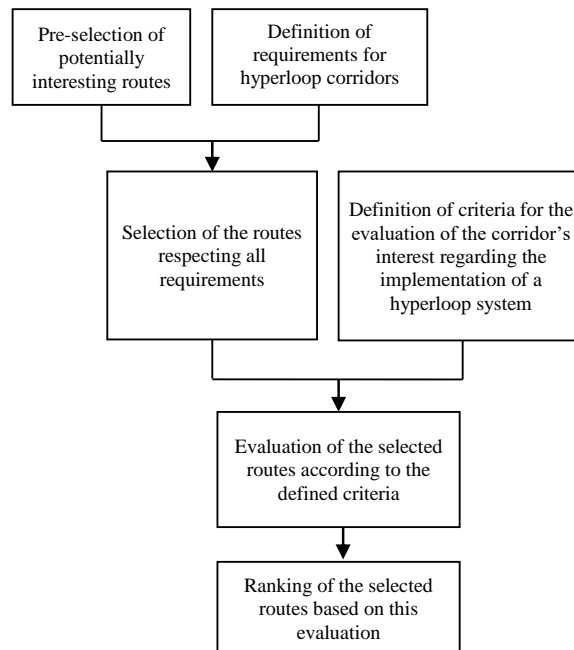 Pre-selection of
potentially
interesting routes
Definition of
requirements for
hyperloop corridors
Selection of the routes
respecting all
requirements
Definition of criteria for the
evaluation of the corridor's
interest regarding the
implementation of a
hyperloop system
Evaluation of the selected
routes according to the
defined criteria
Ranking of the selected
routes based on this
evaluation